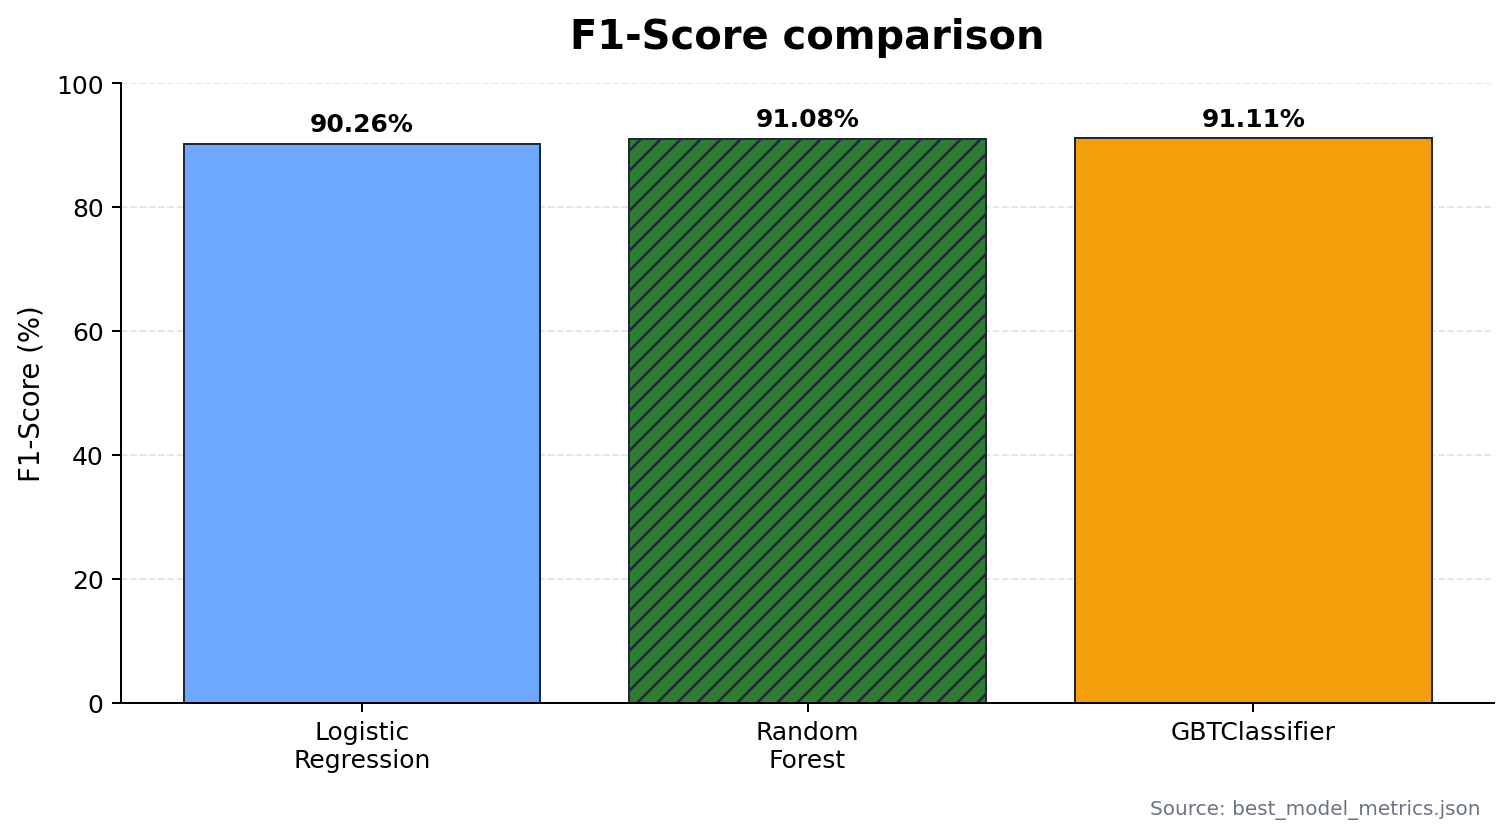 F1-Score comparison
F1-Score (%)
100
80
60
40
20
0
90.26%
91.08%
91.11%
Logistic
Regression
Random
Forest
GBTClassifier
Source: best_model_metrics.json